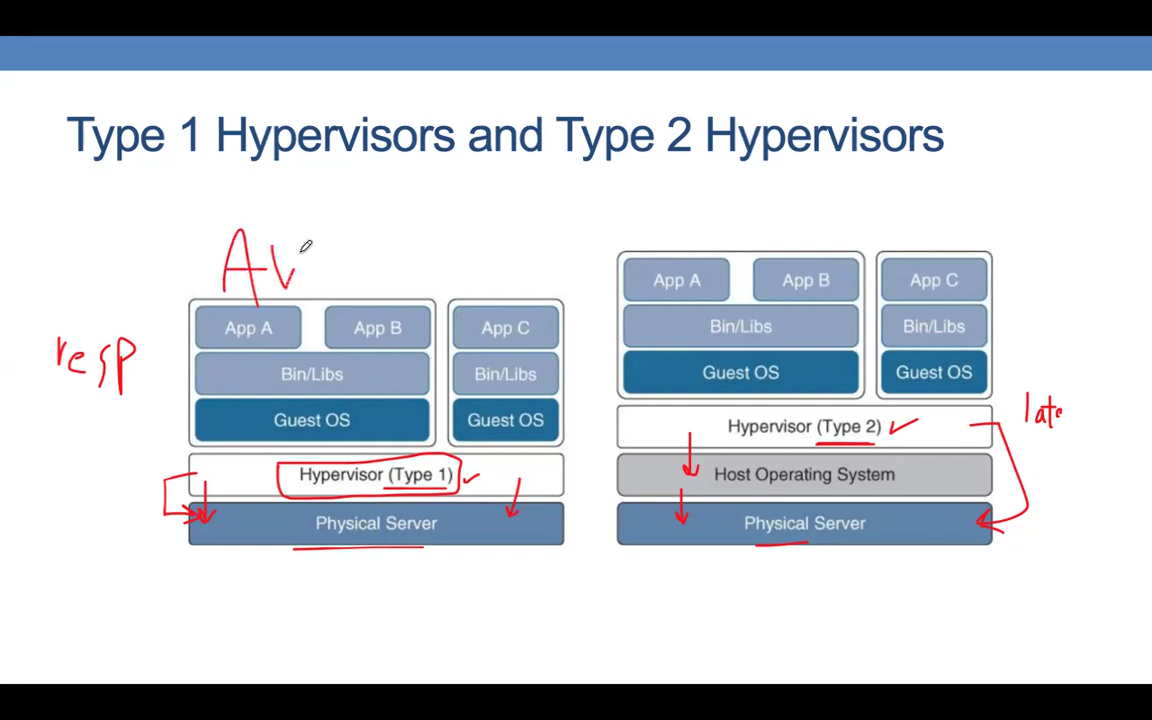 Type 1 Hypervisors and Type 2 Hypervisors
AV
resp
App A App B App C
Bin/Libs Bin/Libs
Guest OS Guest OS
Hypervisor (Type 1)
Physical Server
App A App B App C
Bin/Libs Bin/Libs
Guest OS Guest OS
late
Hypervisor (Type 2)
Host Operating System
Physical Server